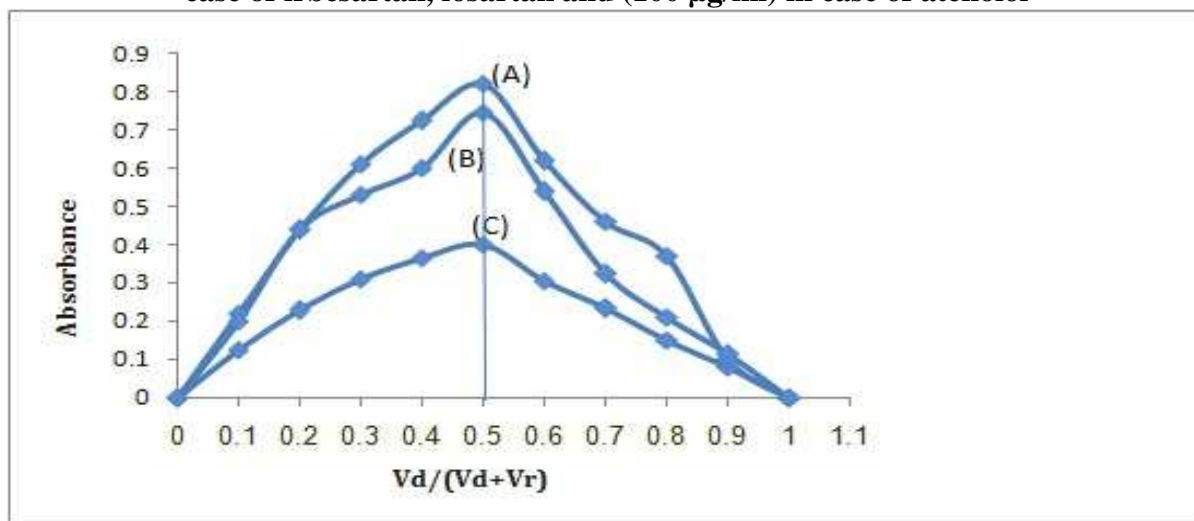 case of irbesartan, losartan and (200 µg/ml) in case of atenolol
0.9
0.8
0.7
0.6
0.5
0.4
0.3
0.2
0.1
0
(A)
(B)
(C)
Absorbance
0 0.1 0.2 0.3 0.4 0.5 0.6 0.7 0.8 0.9 1 1.1
Vd/(Vd+Vr)